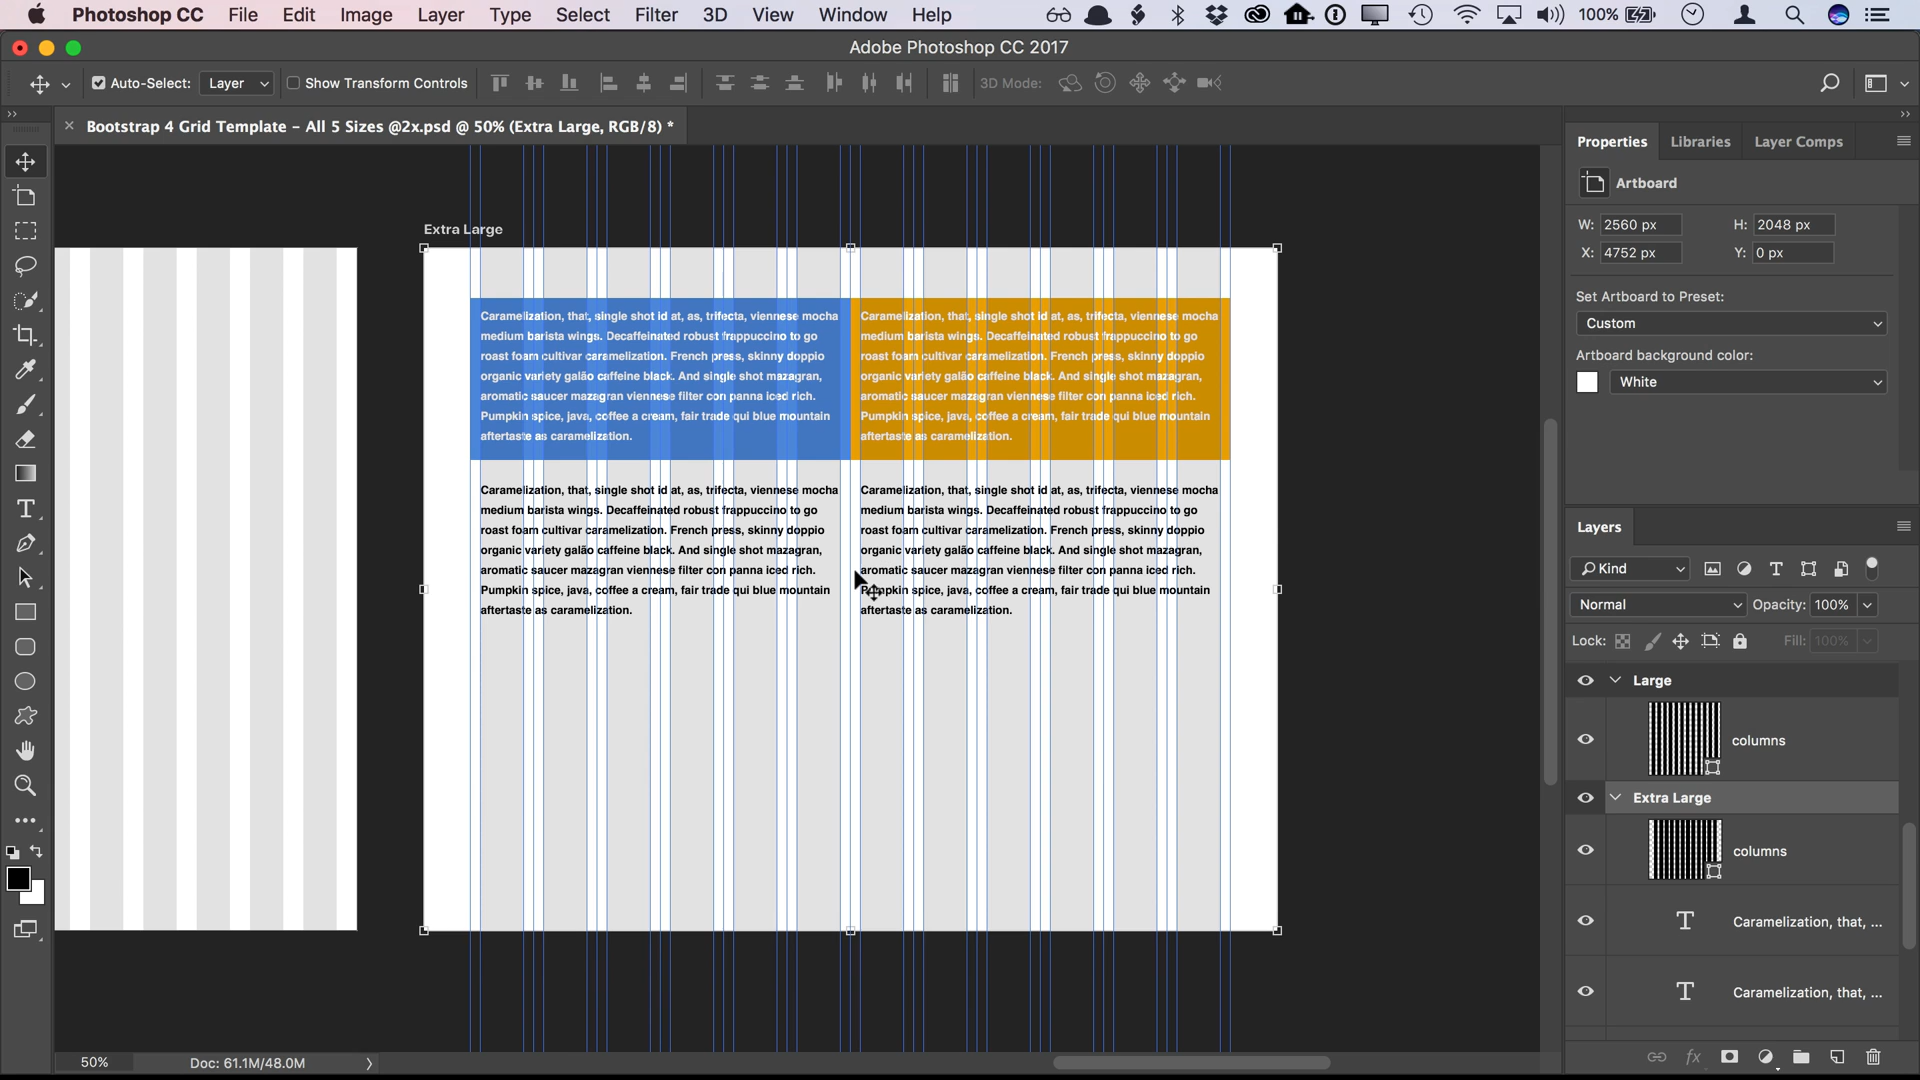 Photoshop CC File Edit Image Layer Type Select Filter 3D View Window Help 100%
Adobe Photoshop CC 2017
Auto-Select: Layer Show Transform Controls 3D Mode:
Bootstrap 4 Grid Template – All 5 Sizes @2x.psd @ 50% (Extra Large, RGB/8) *
Extra Large
Caramelization, that, single shot id at, as, trifecta, viennese mocha
medium barista wings. Decaffeinated robust frappuccino to go
roast foam cultivar caramelization. French press, skinny doppio
organic variety galão caffeine black. And single shot mazagran,
aromatic saucer mazagran viennese filter con panna iced rich.
Pumpkin spice, java, coffee a cream, fair trade qui blue mountain
aftertaste as caramelization.
Caramelization, that, single shot id at, as, trifecta, viennese mocha
medium barista wings. Decaffeinated robust frappuccino to go
roast foam cultivar caramelization. French press, skinny doppio
organic variety galão caffeine black. And single shot mazagran,
aromatic saucer mazagran viennese filter con panna iced rich.
Pumpkin spice, java, coffee a cream, fair trade qui blue mountain
aftertaste as caramelization.
Caramelization, that, single shot id at, as, trifecta, viennese mocha
medium barista wings. Decaffeinated robust frappuccino to go
roast foam cultivar caramelization. French press, skinny doppio
organic variety galão caffeine black. And single shot mazagran,
aromatic saucer mazagran viennese filter con panna iced rich.
Pumpkin spice, java, coffee a cream, fair trade qui blue mountain
aftertaste as caramelization.
Caramelization, that, single shot id at, as, trifecta, viennese mocha
medium barista wings. Decaffeinated robust frappuccino to go
roast foam cultivar caramelization. French press, skinny doppio
organic variety galão caffeine black. And single shot mazagran,
aromatic saucer mazagran viennese filter con panna iced rich.
Pumpkin spice, java, coffee a cream, fair trade qui blue mountain
aftertaste as caramelization.
50% Doc: 61.1M/48.0M
Properties Libraries Layer Comps
Artboard
W: 2560 px H: 2048 px
X: 4752 px Y: 0 px
Set Artboard to Preset:
Custom
Artboard background color:
White
Layers
Kind
Normal Opacity: 100%
Lock: Fill: 100%
Large
columns
Extra Large
columns
Caramelization, that, ...
Caramelization, that, ...